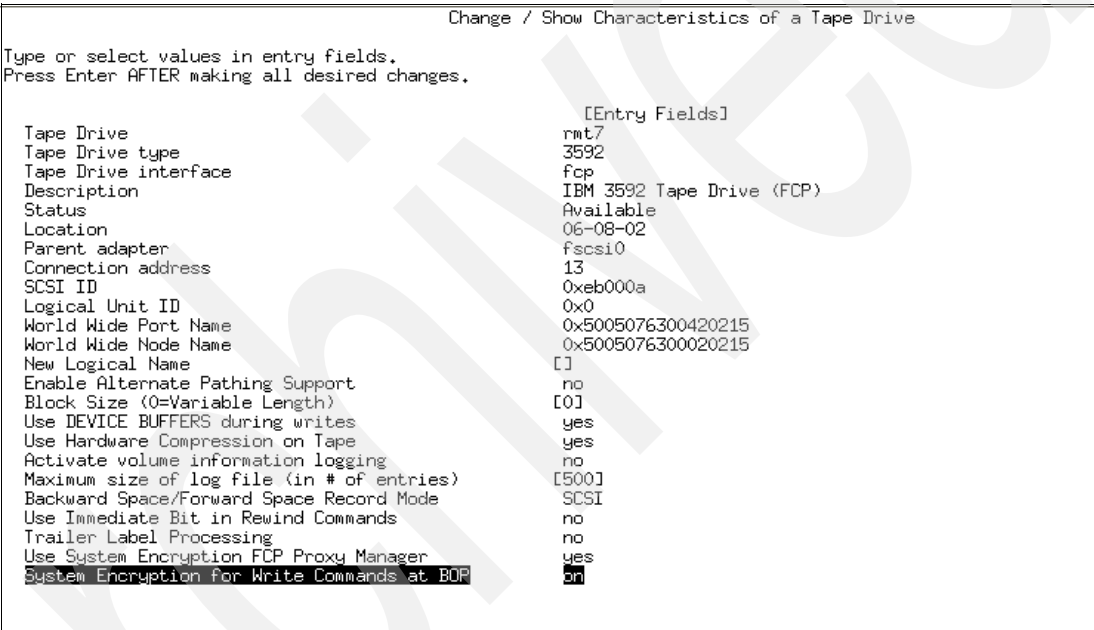 Change / Show Characteristics of a Tape Drive
Type or select values in entry fields.
Press Enter AFTER making all desired changes.
[Entry Fields]
Tape Drive rmt7
Tape Drive type 3592
Tape Drive interface fcp
Description IBM 3592 Tape Drive (FCP)
Status Available
Location 06-08-02
Parent adapter fscsi0
Connection address 13
SCSI ID 0xeb000a
Logical Unit ID 0x0
World Wide Port Name 0x5005076300420215
World Wide Node Name 0x5005076300020215
New Logical Name []
Enable Alternate Pathing Support no
Block Size (0=Variable Length) [0]
Use DEVICE BUFFERS during writes yes
Use Hardware Compression on Tape yes
Activate volume information logging no
Maximum size of log file (in # of entries) [500]
Backward Space/Forward Space Record Mode SCSI
Use Immediate Bit in Rewind Commands no
Trailer Label Processing no
Use System Encryption FCP Proxy Manager yes
System Encryption for Write Commands at BOP on